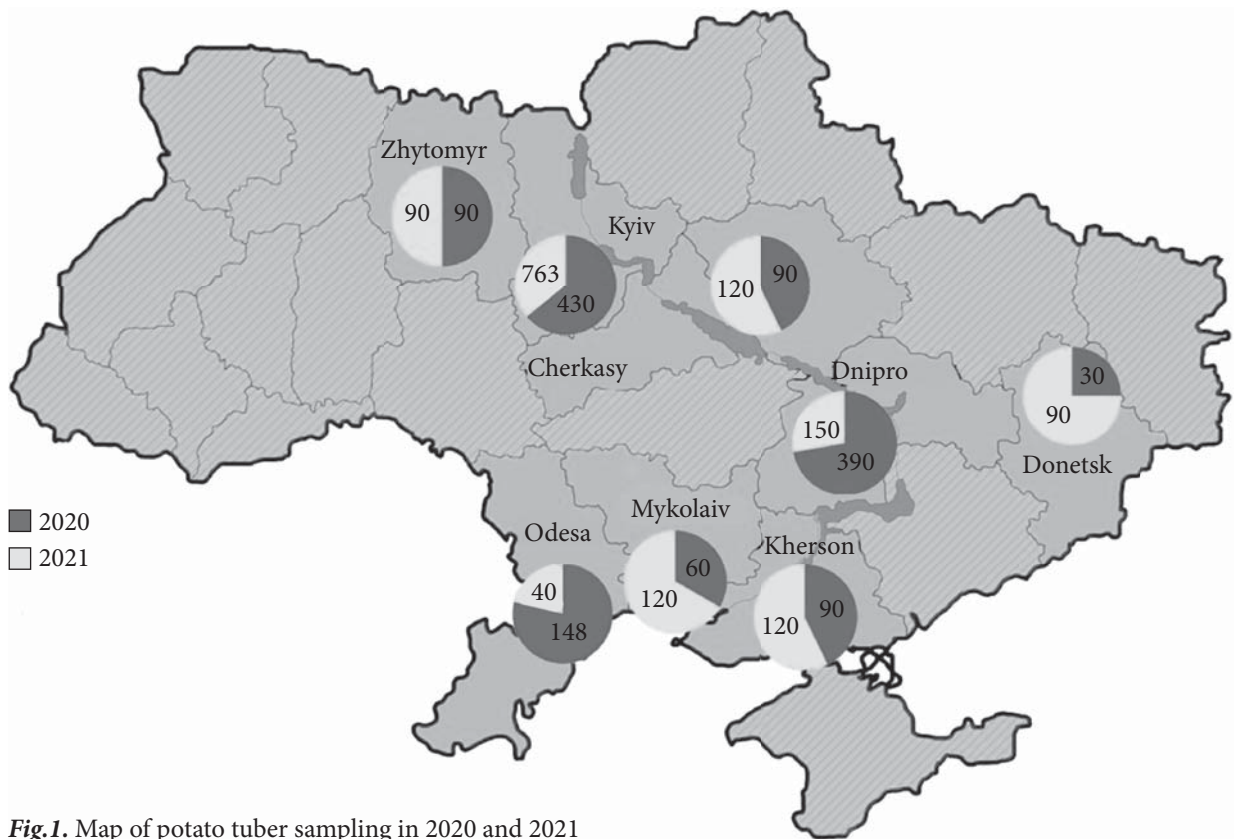 Zhytomyr
90 90
Kyiv
763
430
120 90
Cherkasy
Dnipro
30
90
150
390
Donetsk
2020
2021
Mykolaiv
Odesa
Kherson
60
120
40
148
90
120
Fig.1. Map of potato tuber sampling in 2020 and 2021